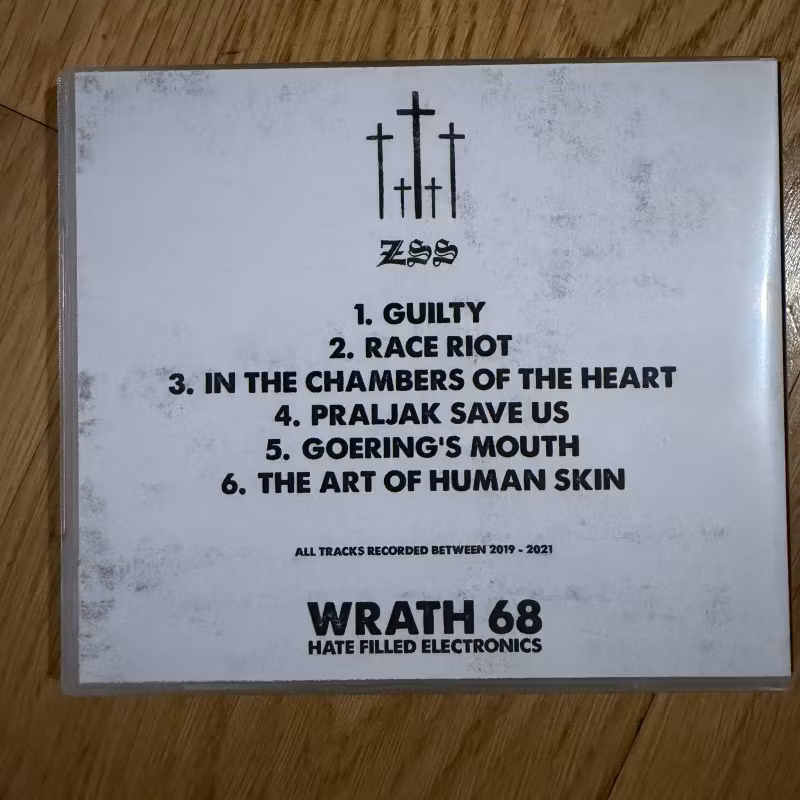 ZSS
1. GUILTY
2. RACE RIOT
3. IN THE CHAMBERS OF THE HEART
4. PRALJAK SAVE US
5. GOERING'S MOUTH
6. THE ART OF HUMAN SKIN
ALL TRACKS RECORDED BETWEEN 2019 - 2021
WRATH 68
HATE FILLED ELECTRONICS